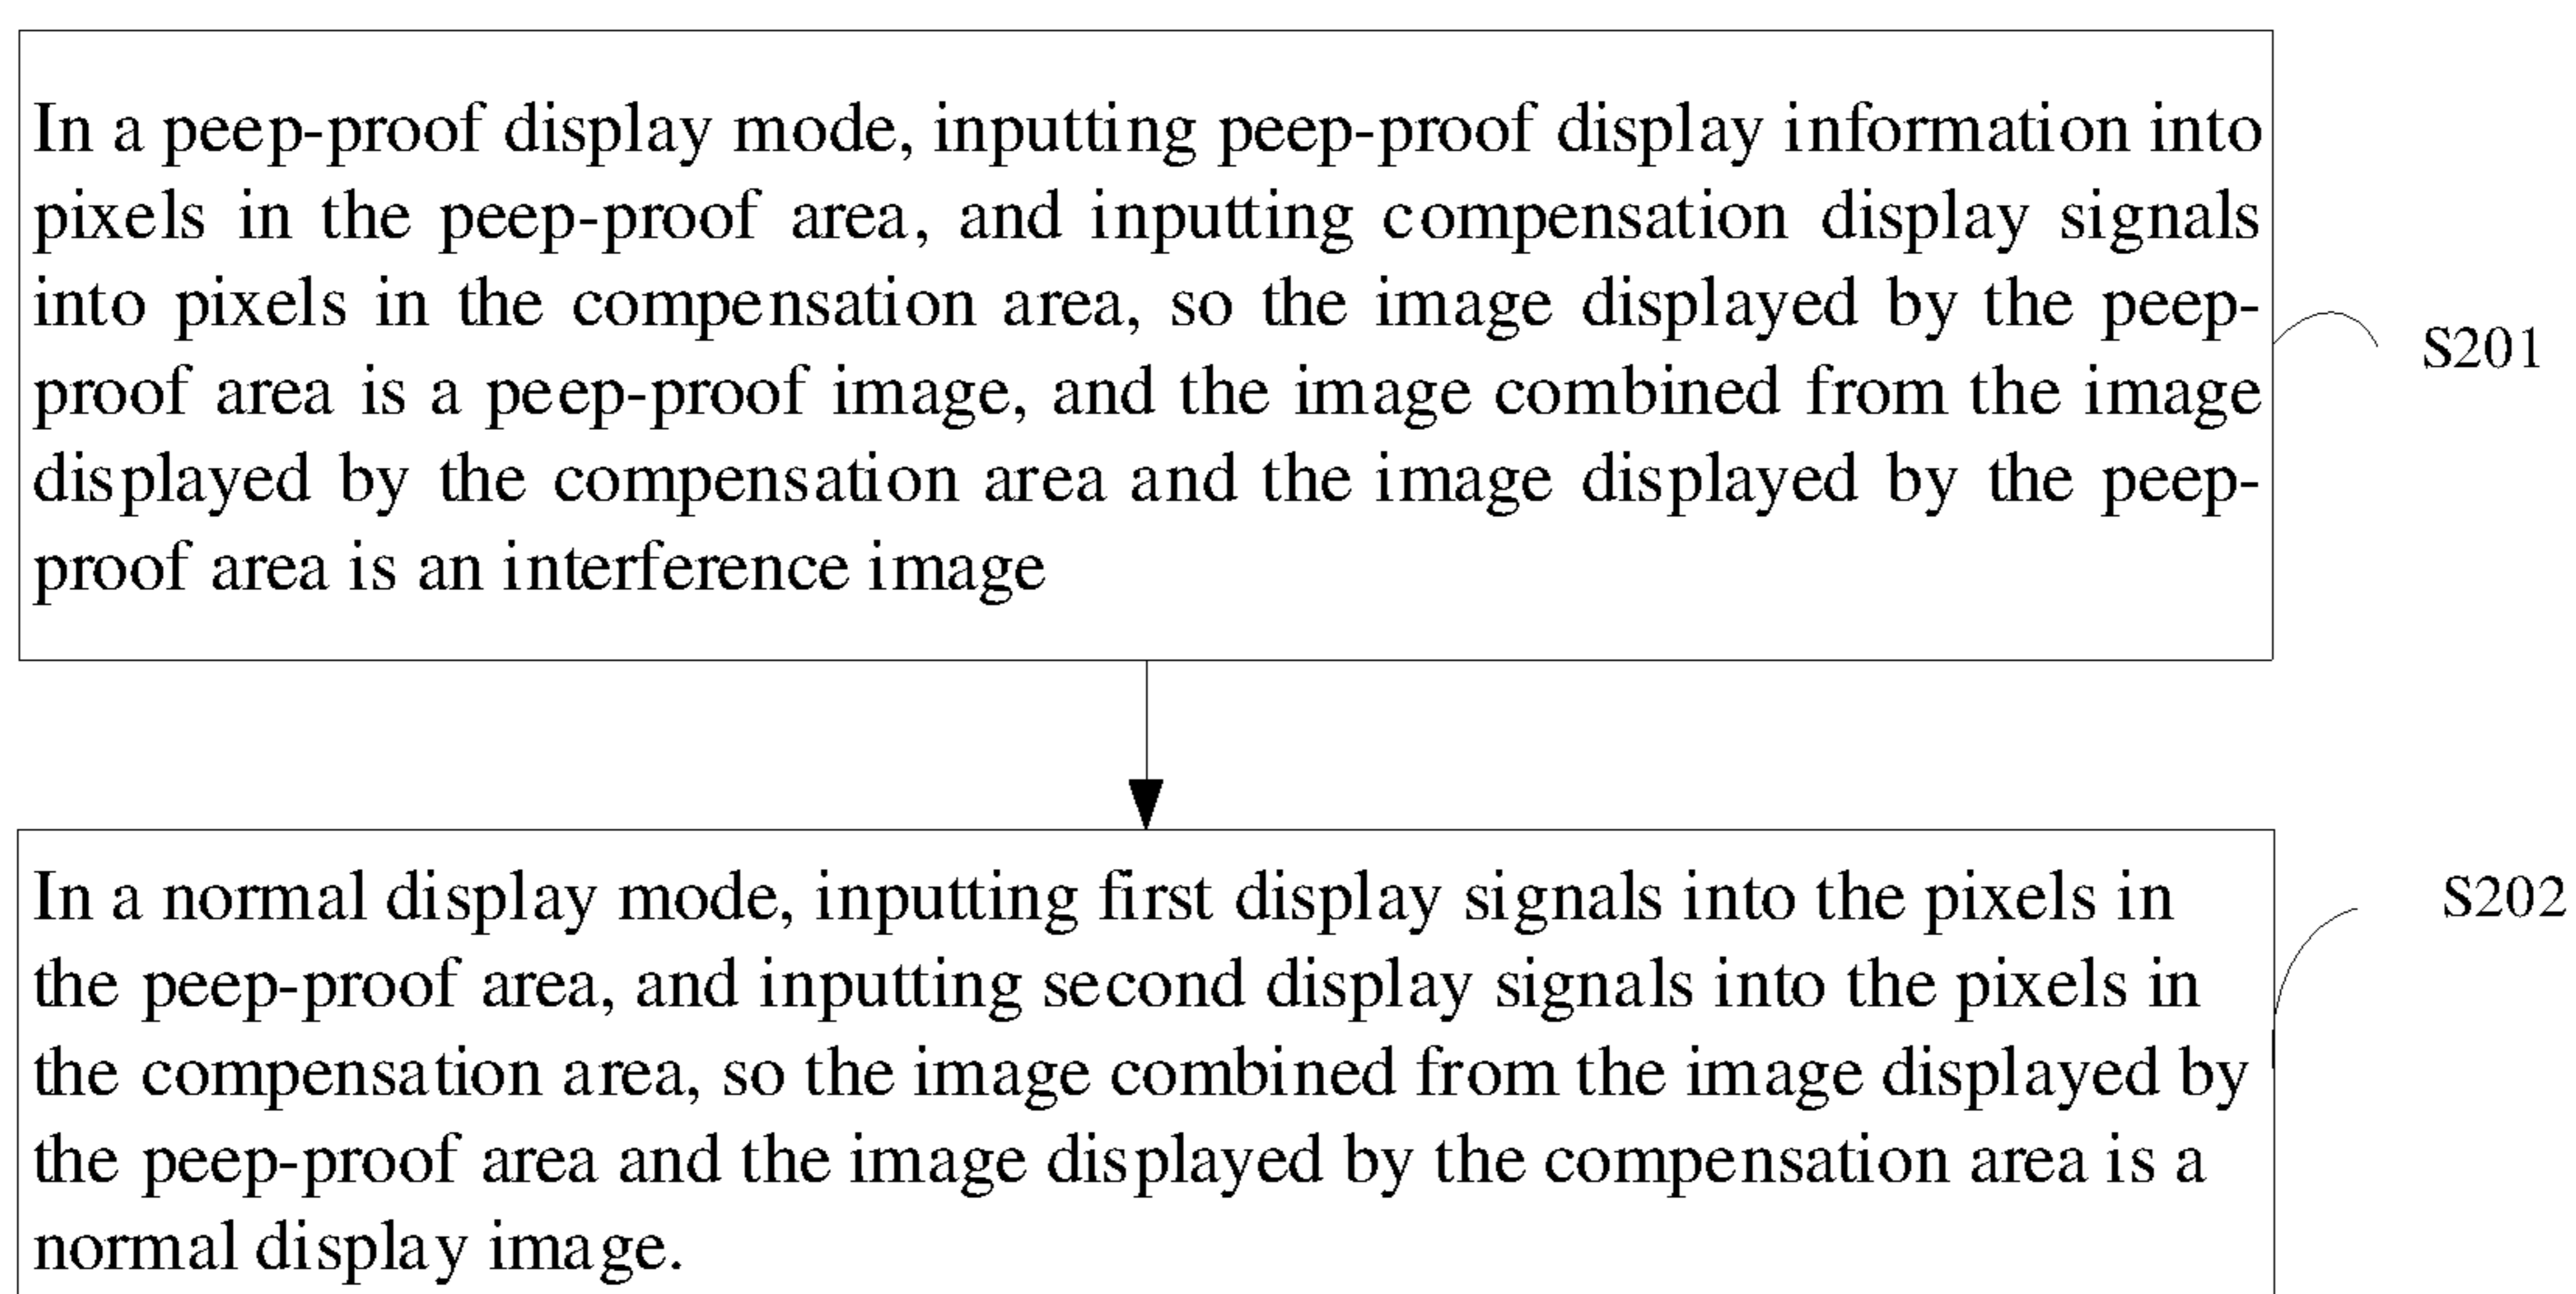 In a peep-proof display mode, inputting peep-proof display information into
pixels in the peep-proof area, and inputting compensation display signals
into pixels in the compensation area, so the image displayed by the peep-
proof area is a peep-proof image, and the image combined from the image
displayed by the compensation area and the image displayed by the peep-
proof area is an interference image
S201
In a normal display mode, inputting first display signals into the pixels in
the peep-proof area, and inputting second display signals into the pixels in
the compensation area, so the image combined from the image displayed by
the peep-proof area and the image displayed by the compensation area is a
normal display image.
S202